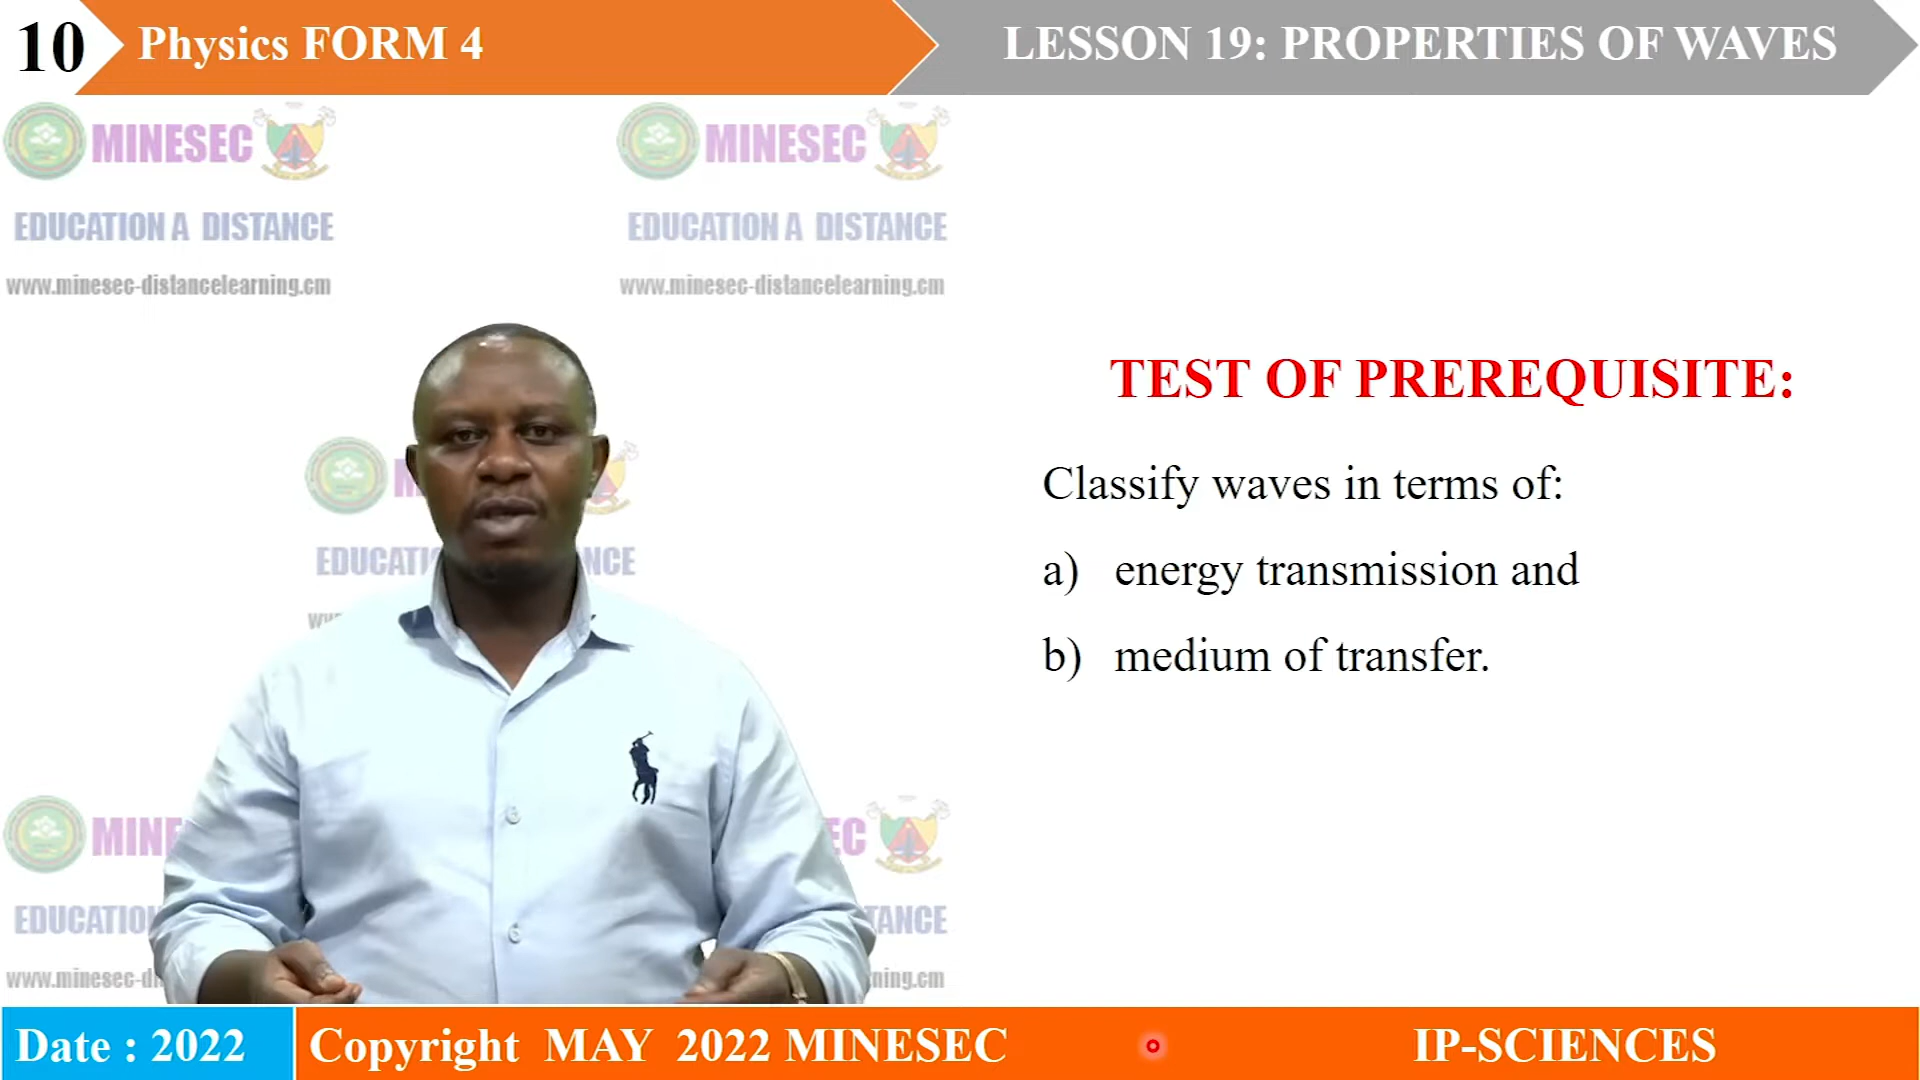 10
Physics FORM 4
LESSON 19: PROPERTIES OF WAVES
MINESEC
MINESEC
EDUCATION A DISTANCE
EDUCATION A DISTANCE
www.minesec-distancelearning.cm
www.minesec-distancelearning.cm
TEST OF PREREQUISITE:
Classify waves in terms of:
a) energy transmission and
b) medium of transfer.
Date : 2022
Copyright MAY 2022 MINESEC
IP-SCIENCES